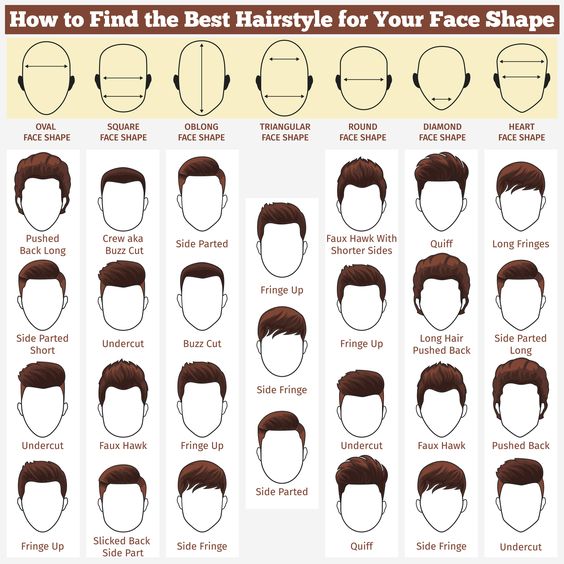 How to Find the Best Hairstyle for Your Face Shape
OVAL
FACE SHAPE
SQUARE
FACE SHAPE
OBLONG
FACE SHAPE
TRIANGULAR
FACE SHAPE
ROUND
FACE SHAPE
DIAMOND
FACE SHAPE
HEART
FACE SHAPE
Pushed
Back Long
Side Parted
Short
Undercut
Fringe Up
Crew aka
Buzz Cut
Undercut
Faux Hawk
Slicked Back
Side Part
Side Parted
Buzz Cut
Fringe Up
Side Fringe
Fringe Up
Side Fringe
Side Parted
Faux Hawk With
Shorter Sides
Fringe Up
Undercut
Quiff
Quiff
Long Hair
Pushed Back
Faux Hawk
Side Fringe
Long Fringes
Side Parted
Long
Pushed Back
Undercut